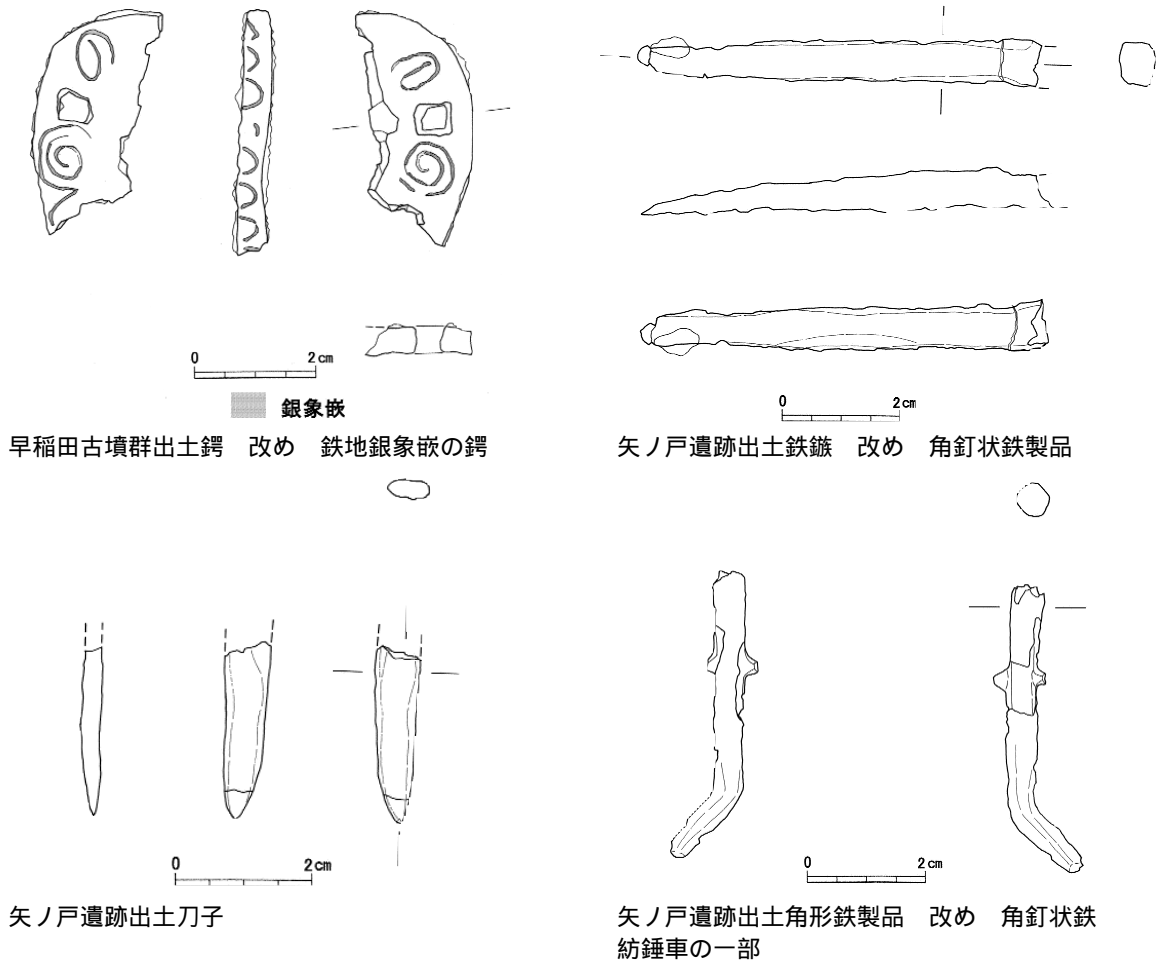 0 2cm
銀象嵌
早稲田古墳群出土鍔　改め　鉄地銀象嵌の鍔
0 2cm
矢ノ戸遺跡出土鉄鏃　改め　角釘状鉄製品
0 2cm
矢ノ戸遺跡出土刀子
0 2cm
矢ノ戸遺跡出土角形鉄製品　改め　角釘状鉄
紡錘車の一部